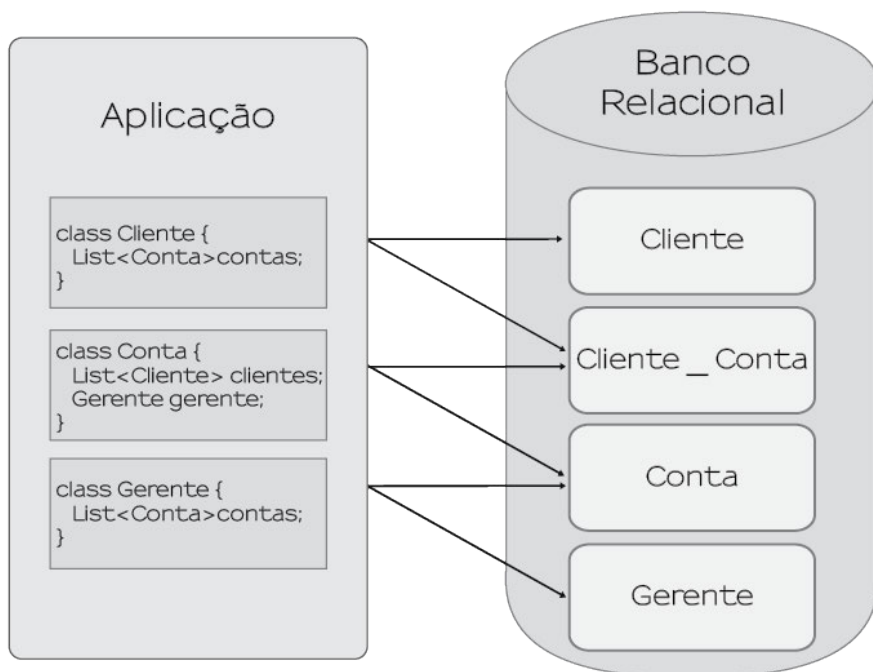 Aplicação
class Cliente {
List<Conta>contas;
}
class Conta {
List<Cliente> clientes;
Gerente gerente;
}
class Gerente {
List<Conta>contas;
}
Banco
Relacional
Cliente
Cliente _ Conta
Conta
Gerente